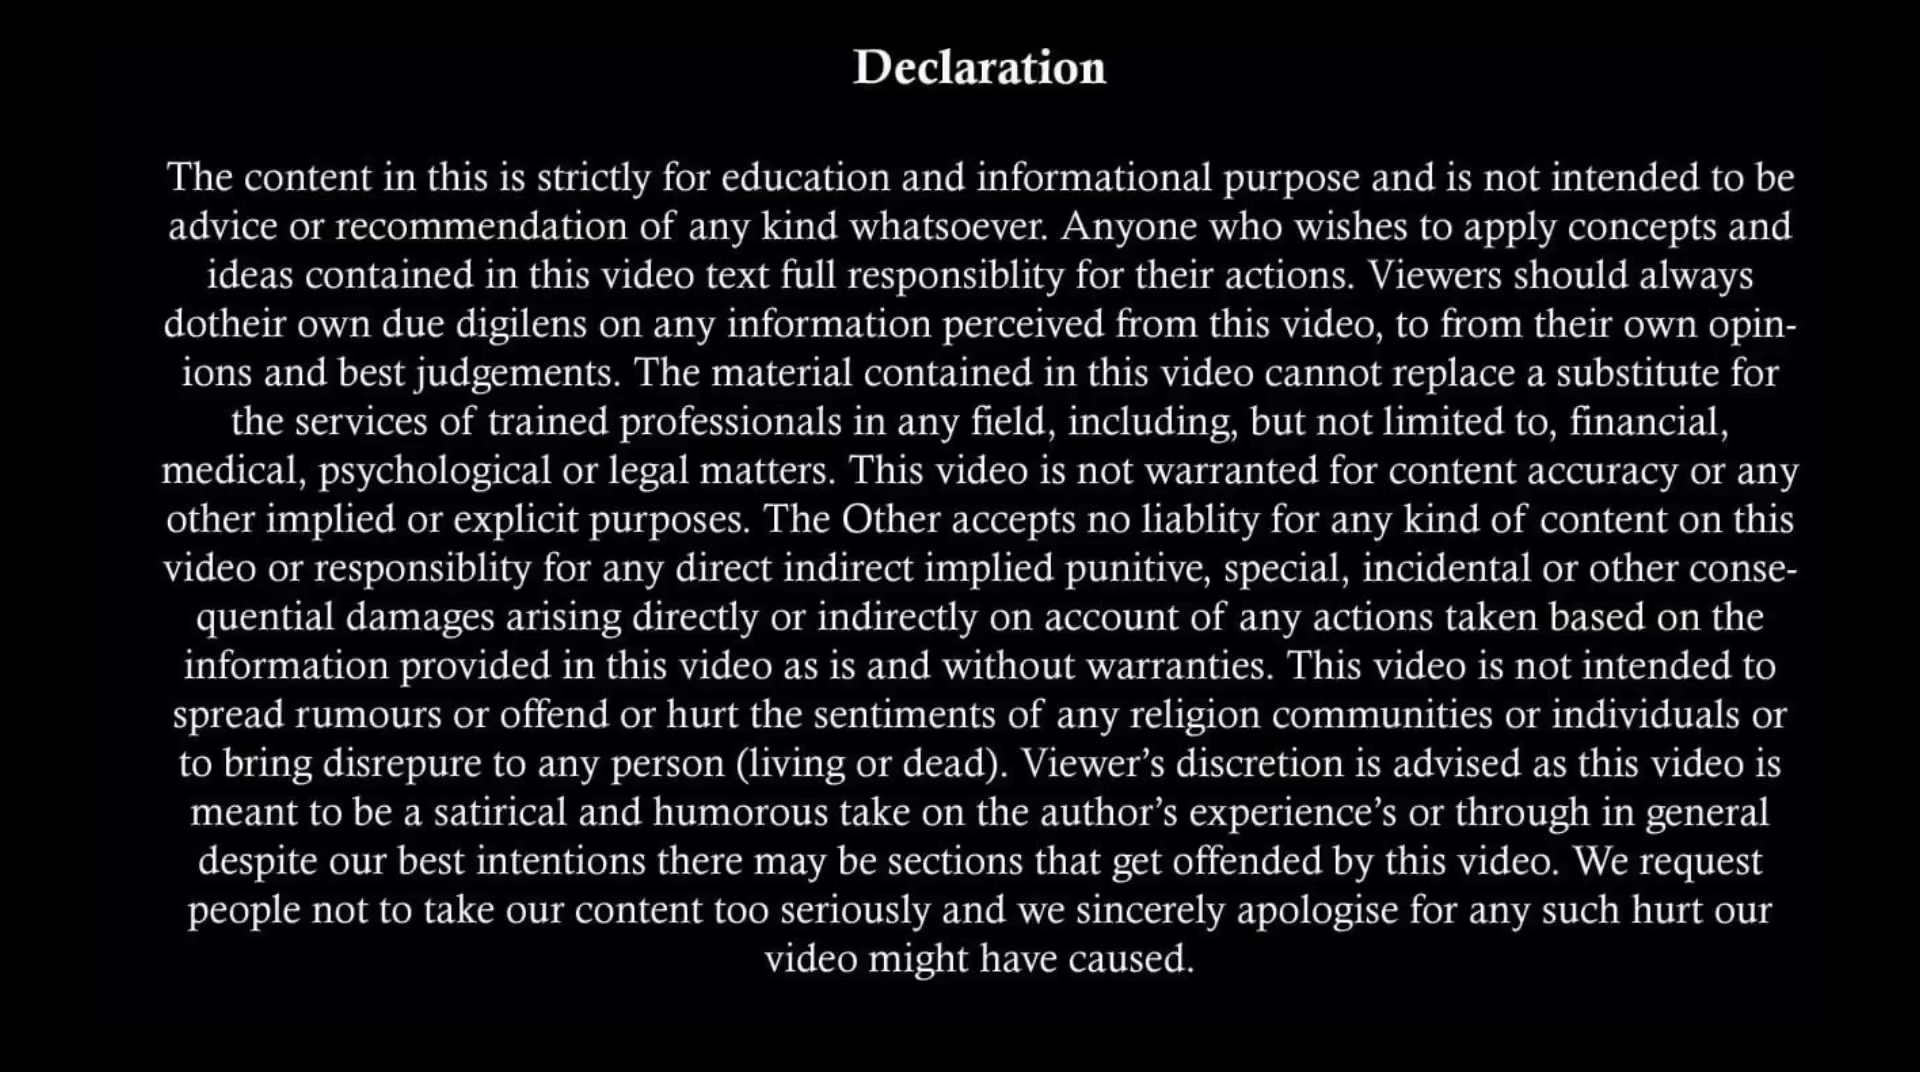 Declaration
The content in this is strictly for education and informational purpose and is not intended to be
advice or recommendation of any kind whatsoever. Anyone who wishes to apply concepts and
ideas contained in this video text full responsiblity for their actions. Viewers should always
dotheir own due digilens on any information perceived from this video, to from their own opin-
ions and best judgements. The material contained in this video cannot replace a substitute for
the services of trained professionals in any field, including, but not limited to, financial,
medical, psychological or legal matters. This video is not warranted for content accuracy or any
other implied or explicit purposes. The Other accepts no liablity for any kind of content on this
video or responsiblity for any direct indirect implied punitive, special, incidental or other conse-
quential damages arising directly or indirectly on account of any actions taken based on the
information provided in this video as is and without warranties. This video is not intended to
spread rumours or offend or hurt the sentiments of any religion communities or individuals or
to bring disrepure to any person (living or dead). Viewer’s discretion is advised as this video is
meant to be a satirical and humorous take on the author’s experience’s or through in general
despite our best intentions there may be sections that get offended by this video. We request
people not to take our content too seriously and we sincerely apologise for any such hurt our
video might have caused.